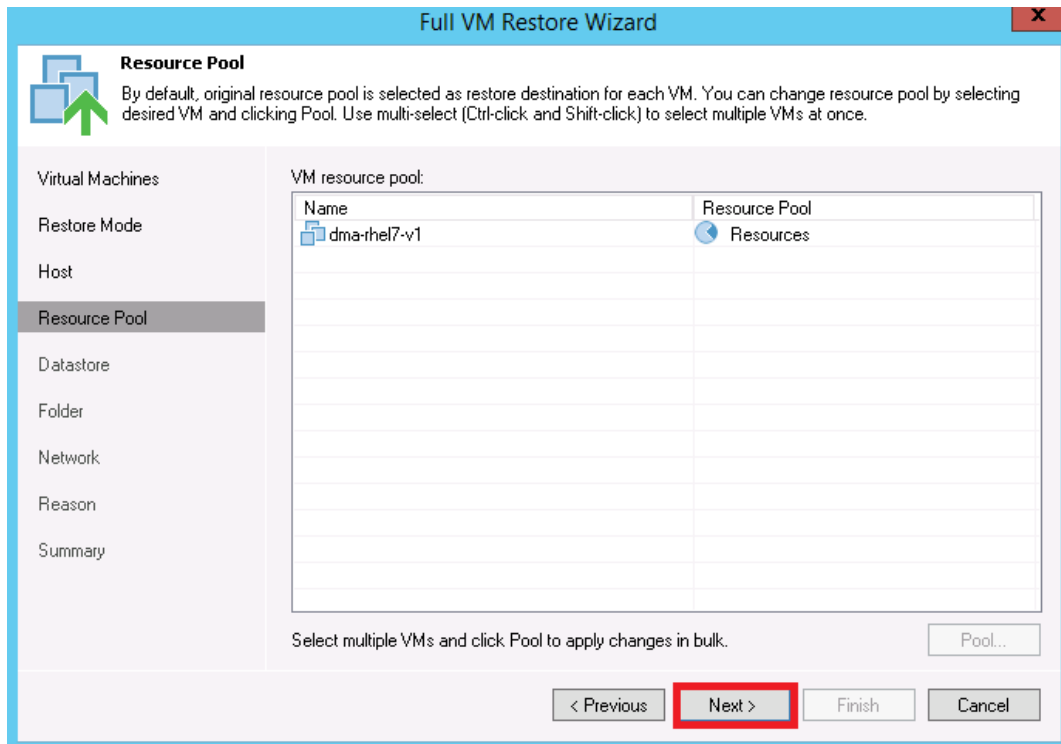 Full VM Restore Wizard
x
Resource Pool
By default, original resource pool is selected as restore destination for each VM. You can change resource pool by selecting
desired VM and clicking Pool. Use multi-select (Ctrl-click and Shift-click) to select multiple VMs at once.
Virtual Machines
Restore Mode
Host
Resource Pool
Datastore
Folder
Network
Reason
Summary
VM resource pool:
Name Resource Pool
dma-rhel7-v1 Resources
Select multiple VMs and click Pool to apply changes in bulk. Pool...
< Previous Next > Finish Cancel